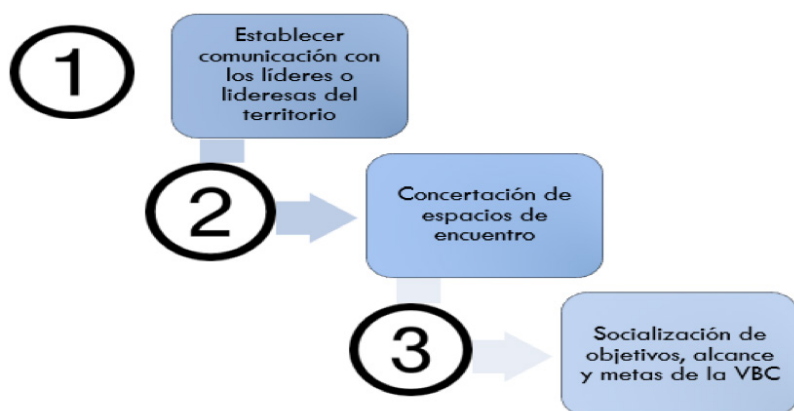 1
Establecer
comunicación con
los líderes o
lideresas del
territorio
2
Concertación de
espacios de
encuentro
3
Socialización de
objetivos, alcance
y metas de la VBC